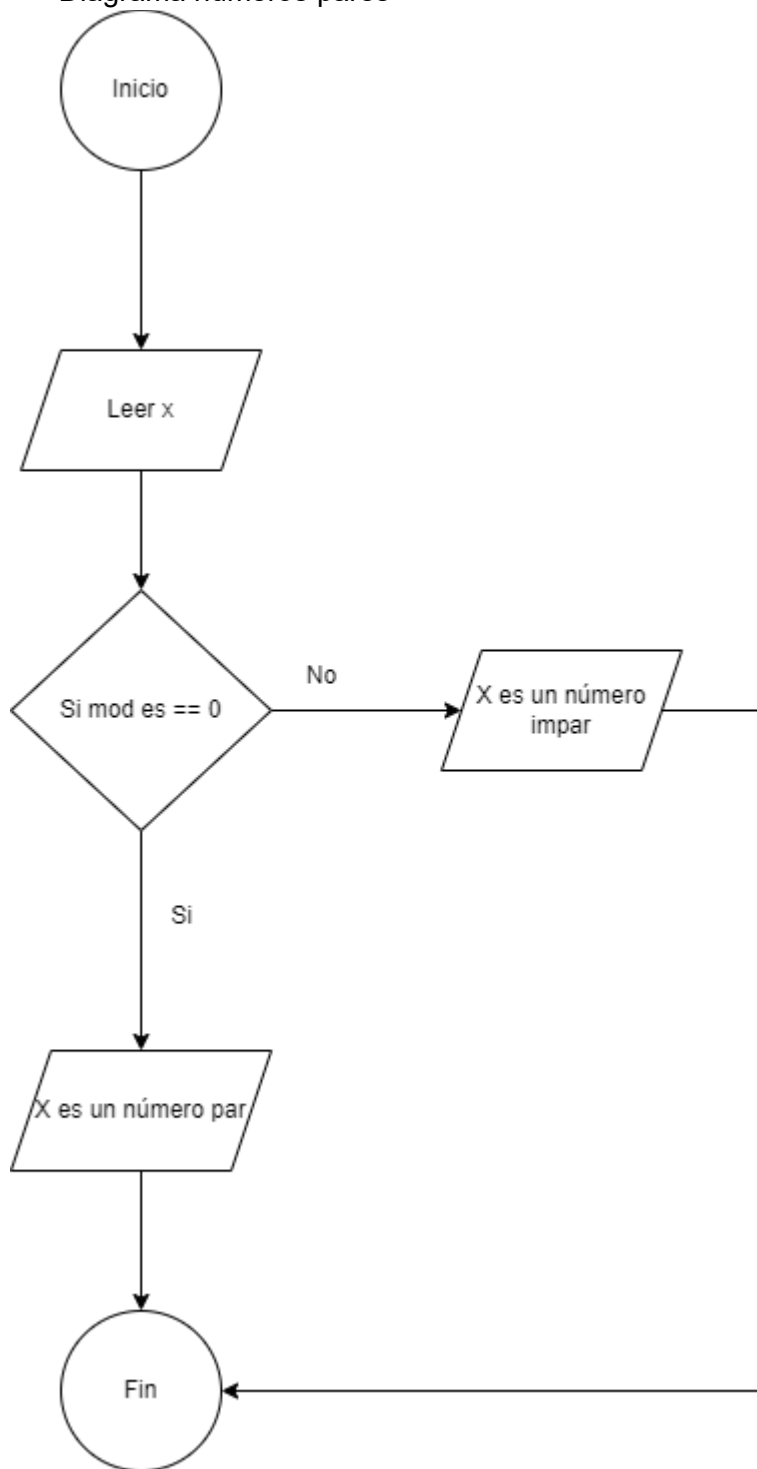 Diagrama números pares
Inicio
Leer x
Si mod es == 0
No
X es un número
impar
Si
X es un número par
Fin